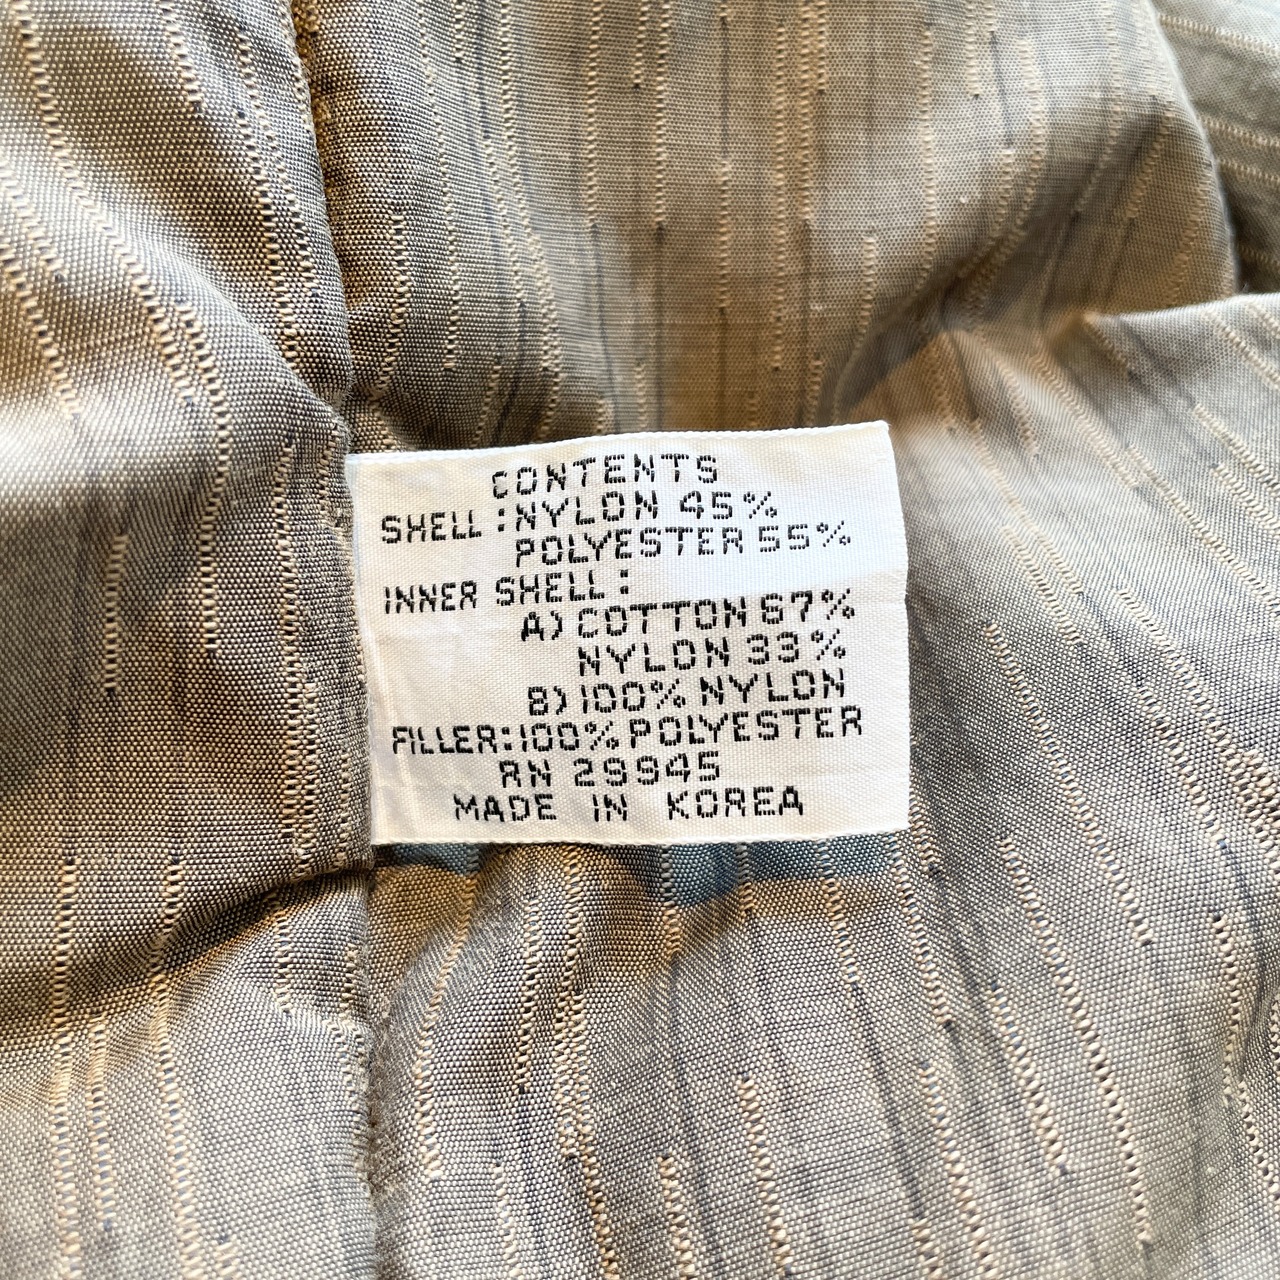 CONTENTS
SHELL : NYLON 45%
POLYESTER 55%
INNER SHELL :
A) COTTON 67%
NYLON 33%
B) 100% NYLON
FILLER: 100% POLYESTER
RN 29945
MADE IN KOREA